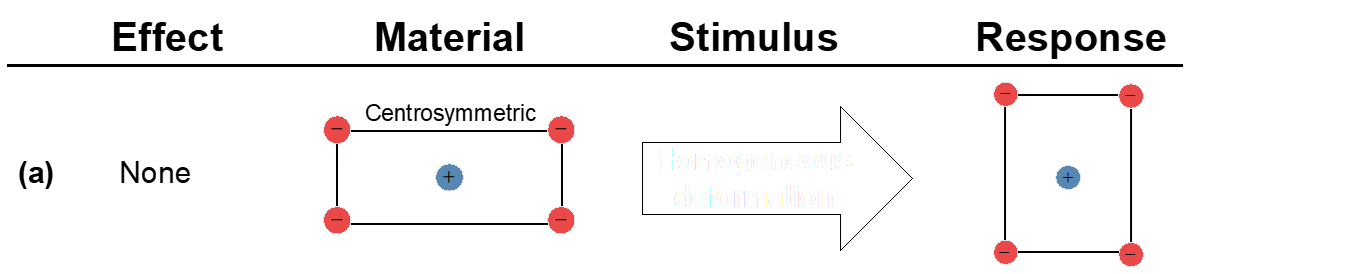 Effect Material Stimulus Response
Centrosymmetric
(a) None
Homogeneous
deformation
− − − −
+
− − − −
+